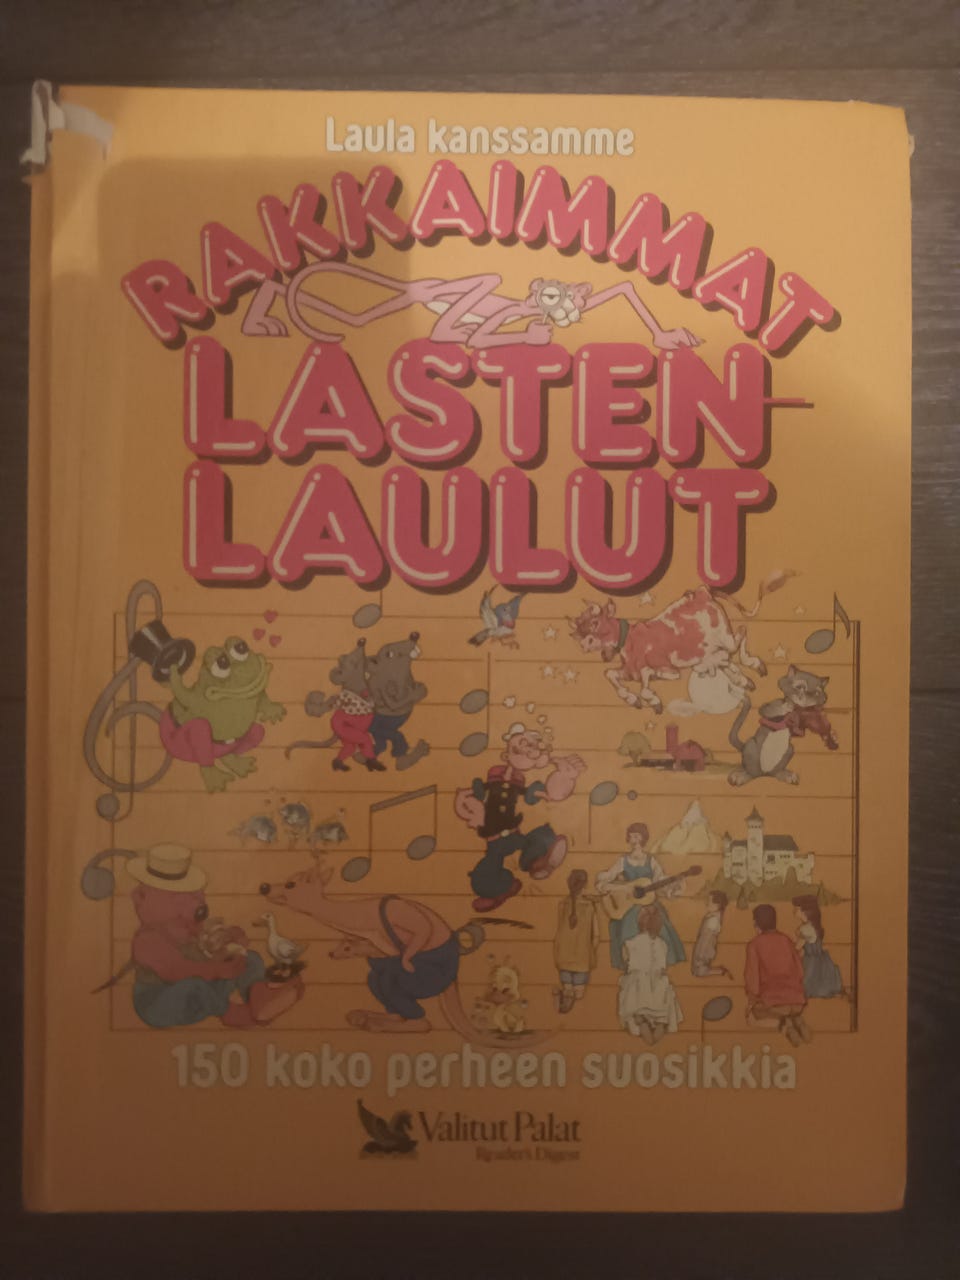 Laula kanssamme
RAKKAIMMAT
LASTEN-
LAULUT
150 koko perheen suosikkia
Valitut Palat
Reader's Digest